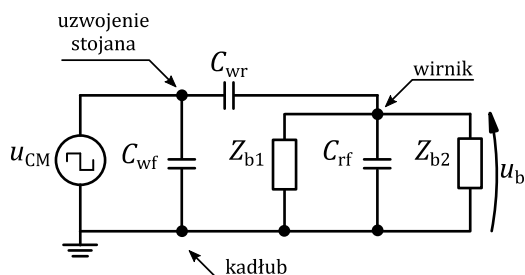 uzwojenie
stojana
C_wr
wirnik
u_CM
C_wf
Z_b1
C_rf
Z_b2
u_b
kadłub